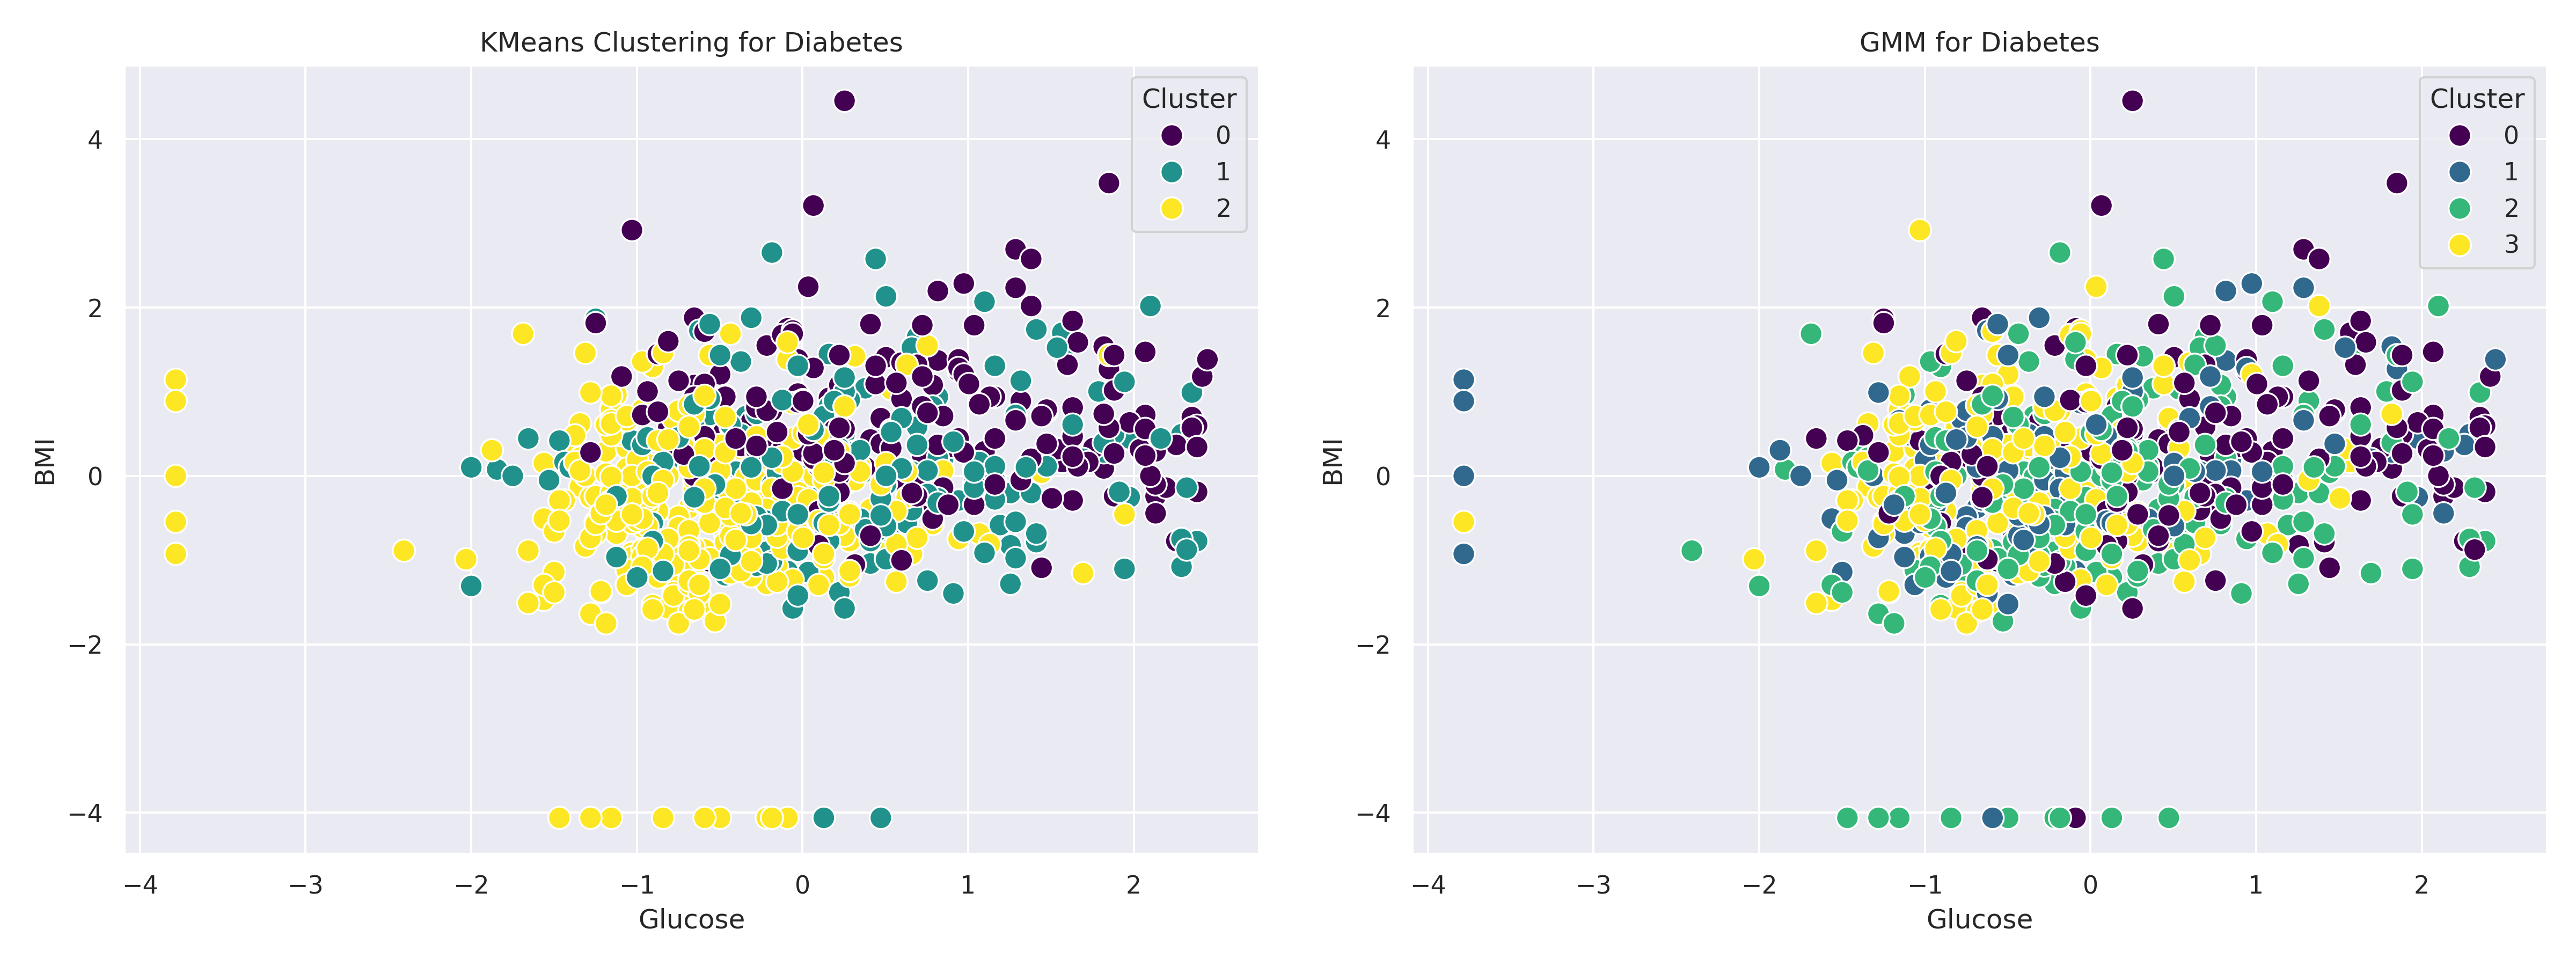 KMeans Clustering for Diabetes
Cluster
0
1
2
4
2
0
−2
−4
BMI
−4 −3 −2 −1 0 1 2
Glucose
GMM for Diabetes
Cluster
0
1
2
3
4
2
0
−2
−4
BMI
−4 −3 −2 −1 0 1 2
Glucose